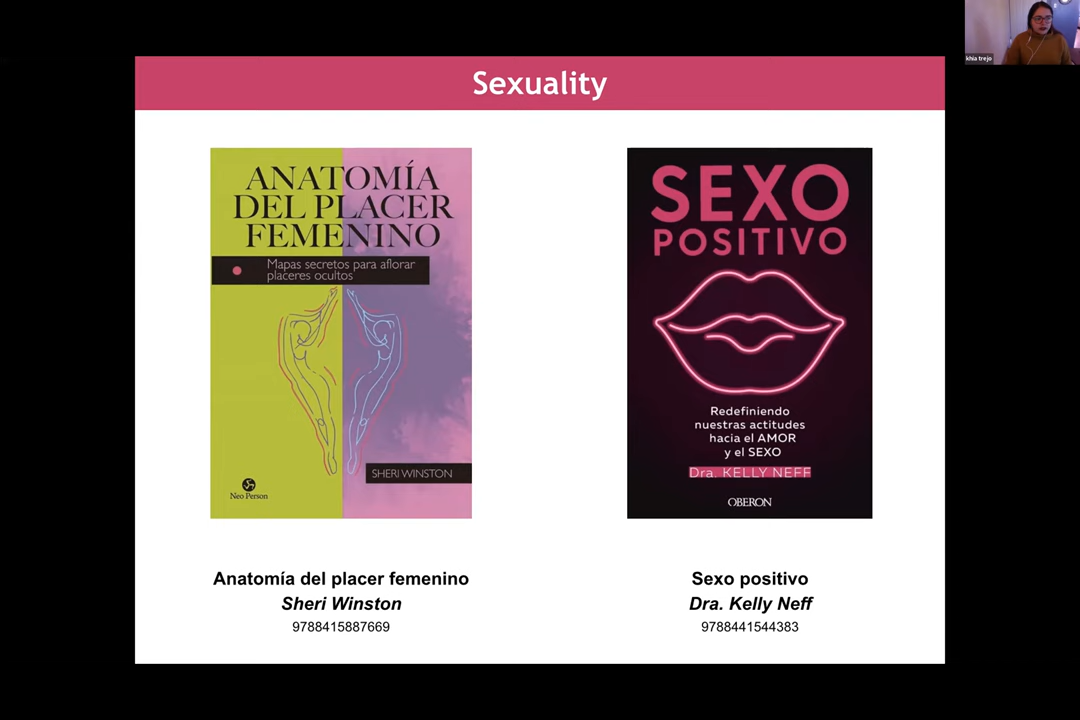 khia trejo
Sexuality
ANATOMÍA
DEL PLACER
FEMENINO
Mapas secretos para aflorar
placeres ocultos
SHERI WINSTON
Neo Person
SEXO
POSITIVO
Redefiniendo
nuestras actitudes
hacia el AMOR
y el SEXO
Dra. KELLY NEFF
OBERON
Anatomía del placer femenino
Sheri Winston
9788415887669
Sexo positivo
Dra. Kelly Neff
9788441544383